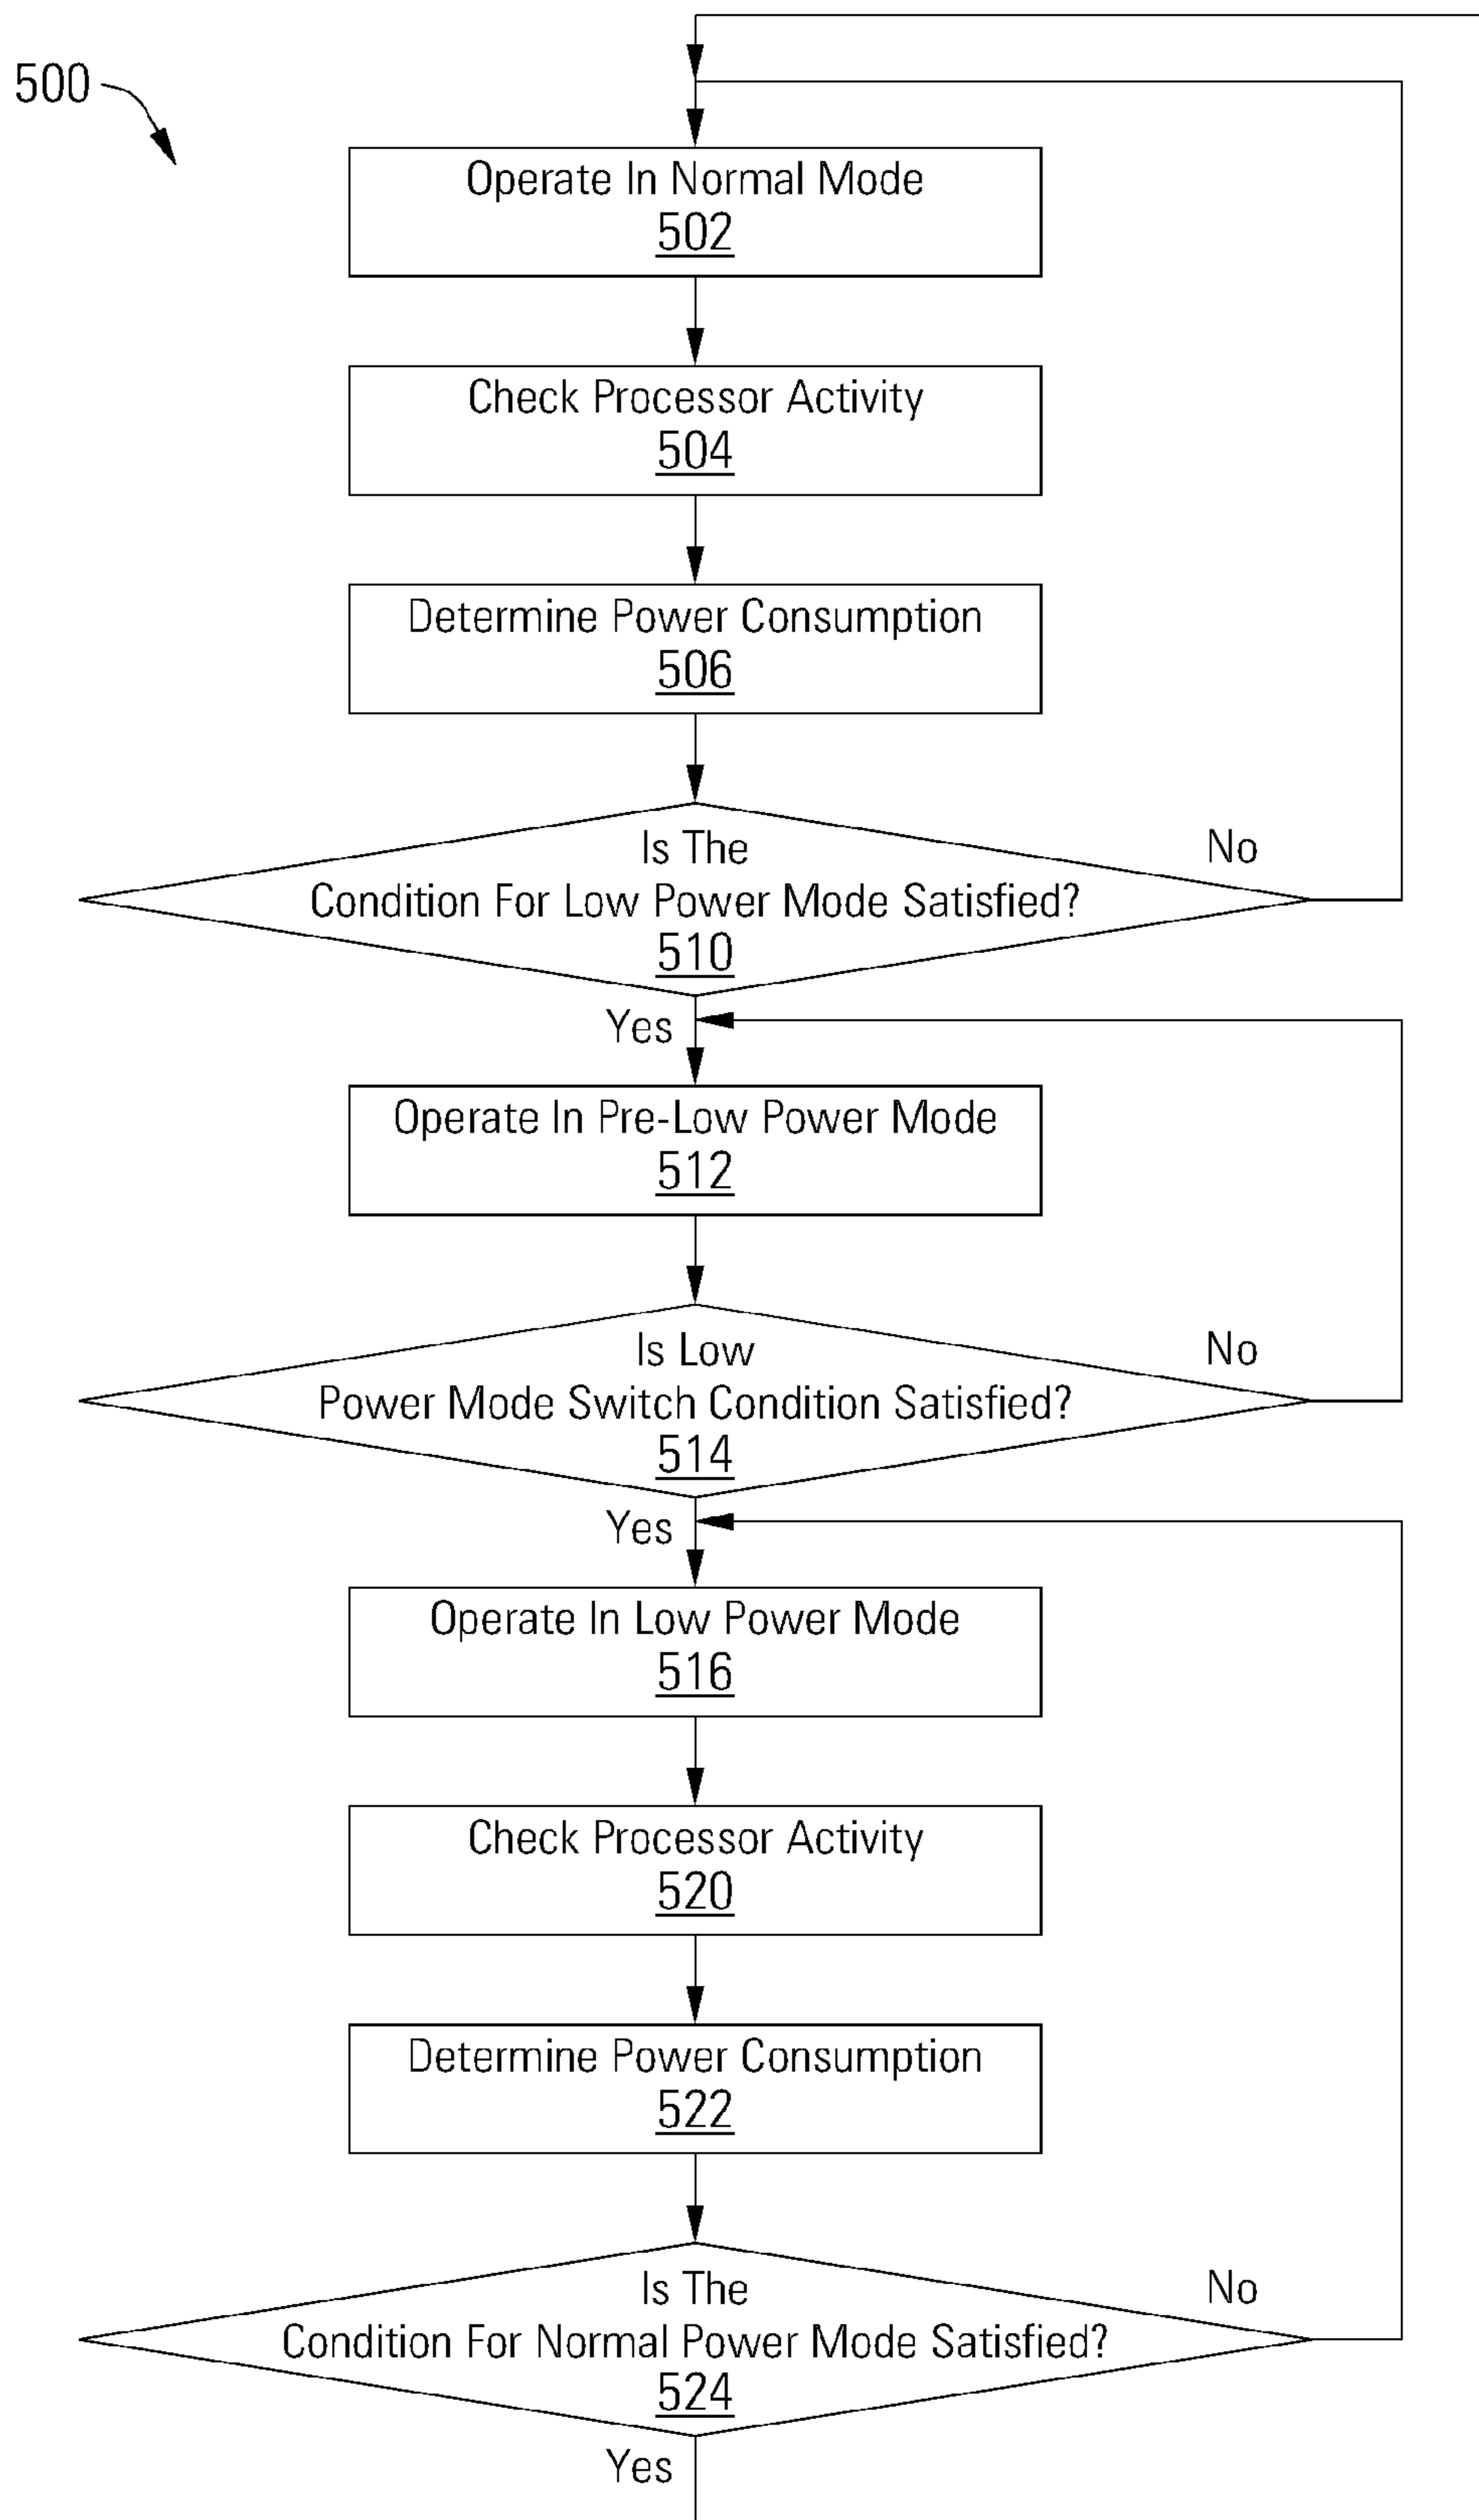 500
Operate In Normal Mode
502
Check Processor Activity
504
Determine Power Consumption
506
Is The
Condition For Low Power Mode Satisfied?
510
No
Yes
Operate In Pre-Low Power Mode
512
Is Low
Power Mode Switch Condition Satisfied?
514
No
Yes
Operate In Low Power Mode
516
Check Processor Activity
520
Determine Power Consumption
522
Is The
Condition For Normal Power Mode Satisfied?
524
No
Yes